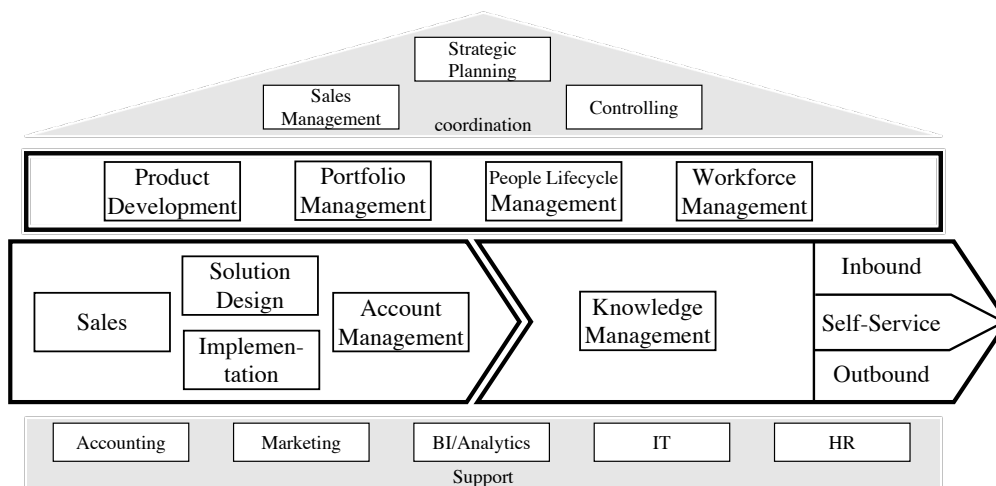 Strategic
Planning
Sales
Management
Controlling
coordination
Product
Development
Portfolio
Management
People Lifecycle
Management
Workforce
Management
Sales
Solution
Design
Implemen-
tation
Account
Management
Knowledge
Management
Inbound
Self-Service
Outbound
Accounting
Marketing
BI/Analytics
IT
HR
Support